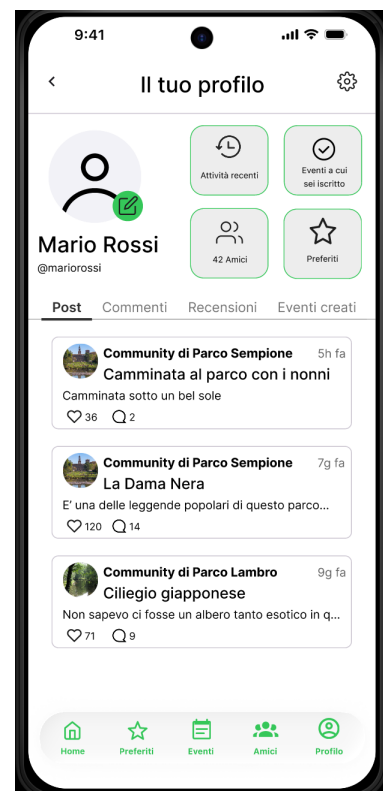 9:41
Il tuo profilo
Attività recenti
Eventi a cui
sei iscritto
Mario Rossi
@mariorossi
42 Amici
Preferiti
Post Commenti Recensioni Eventi creati
Community di Parco Sempione 5h fa
Camminata al parco con i nonni
Camminata sotto un bel sole
36 2
Community di Parco Sempione 7g fa
La Dama Nera
E' una delle leggende popolari di questo parco...
120 14
Community di Parco Lambro 9g fa
Ciliegio giapponese
Non sapevo ci fosse un albero tanto esotico in q...
71 9
Home Preferiti Eventi Amici Profilo